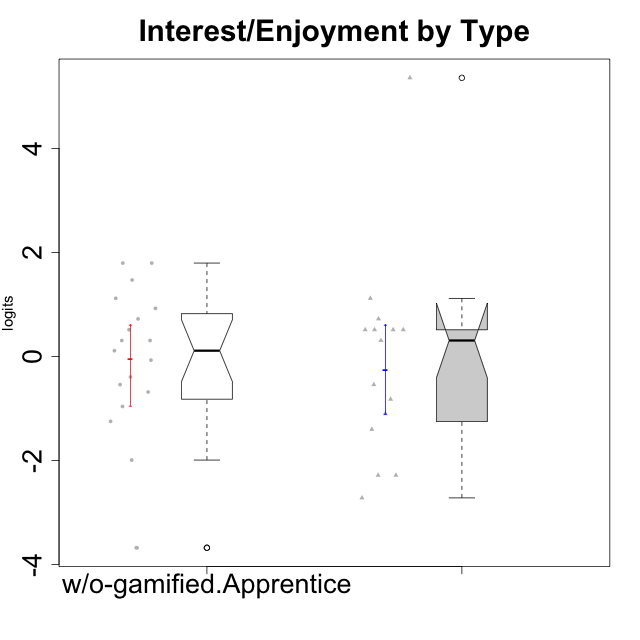 Interest/Enjoyment by Type
logits
4
2
0
-2
-4
w/o-gamified.Apprentice